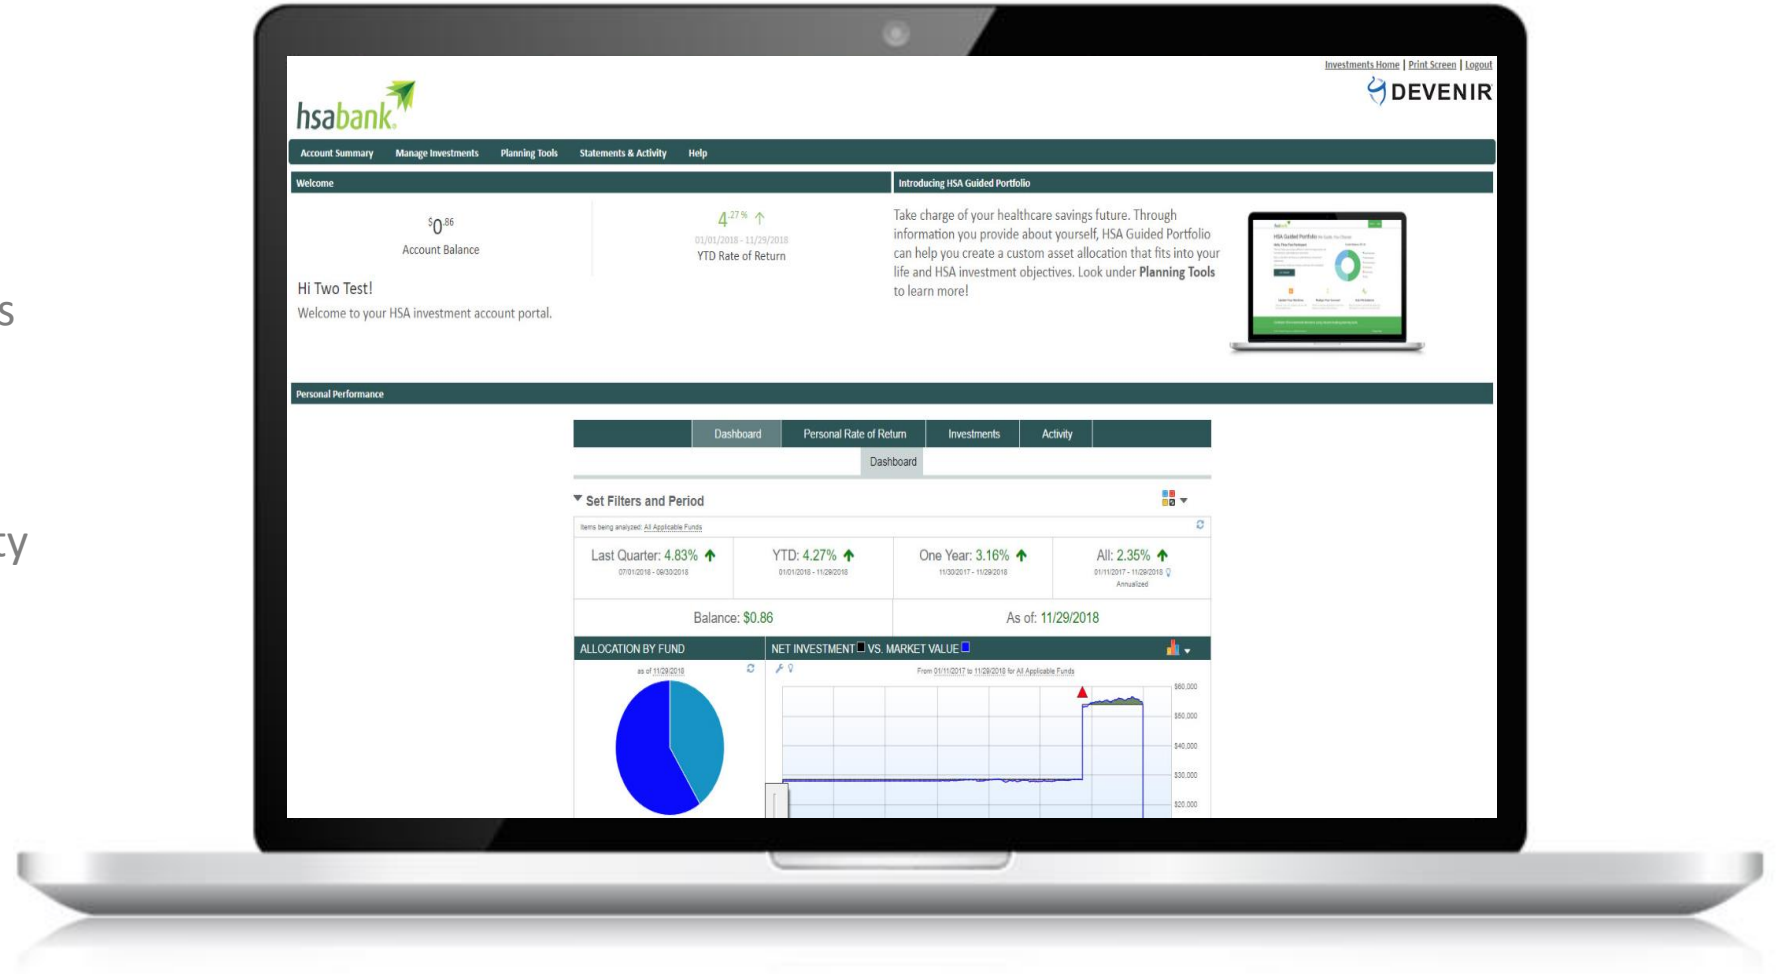 Investments Home | Print Screen | Logout
hsabank.
DEVENIR
Account Summary Manage Investments Planning Tools Statements & Activity Help
Welcome
Introducing HSA Guided Portfolio
$0.86
Account Balance
4.27% ↑
01/01/2018 - 11/29/2018
YTD Rate of Return
Hi Two Test!
Welcome to your HSA investment account portal.
Take charge of your healthcare savings future. Through
information you provide about yourself, HSA Guided Portfolio
can help you create a custom asset allocation that fits into your
life and HSA investment objectives. Look under Planning Tools
to learn more!
HSA Guided Portfolio
s
ty
Personal Performance
Dashboard Personal Rate of Return Investments Activity
Dashboard
Set Filters and Period
Items being analyzed: All Applicable Funds
Last Quarter: 4.83%
07/01/2018 - 09/30/2018
YTD: 4.27%
01/01/2018 - 11/29/2018
One Year: 3.16%
11/30/2017 - 11/29/2018
All: 2.35%
01/11/2017 - 11/29/2018
Annualized
Balance: $0.86
As of: 11/29/2018
ALLOCATION BY FUND
as of 11/29/2018
NET INVESTMENT VS. MARKET VALUE
From 01/11/2017 to 11/29/2018 for All Applicable Funds
$60,000
$50,000
$40,000
$30,000
$20,000